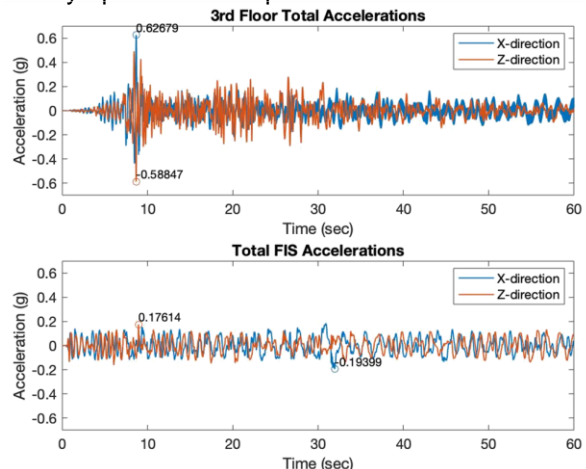 3rd Floor Total Accelerations
0.62679
X-direction
Z-direction
0.6
0.4
0.2
0
-0.2
-0.4
-0.6
Acceleration (g)
-0.58847
0 10 20 30 40 50 60
Time (sec)
Total FIS Accelerations
X-direction
Z-direction
0.6
0.4
0.2
0
-0.2
-0.4
-0.6
Acceleration (g)
0.17614
-0.19399
0 10 20 30 40 50 60
Time (sec)